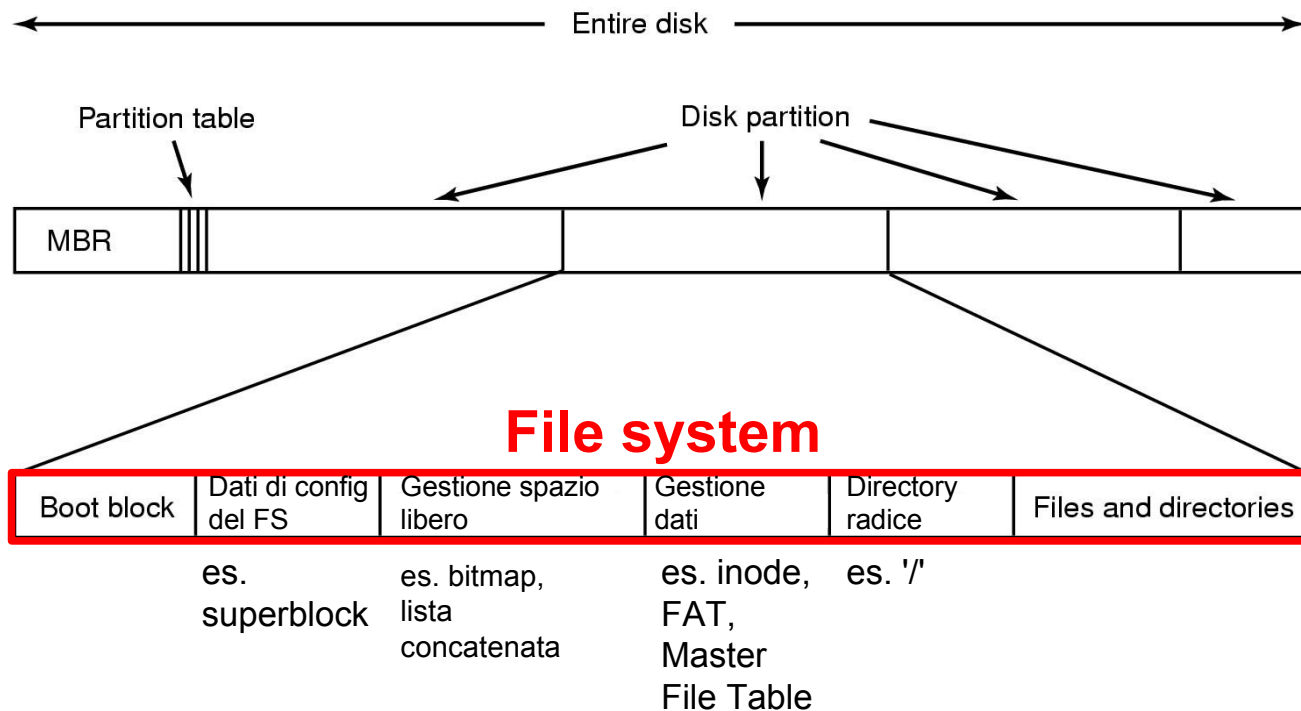 Entire disk
Partition table
Disk partition
MBR
File system
Boot block
Dati di config
del FS
Gestione spazio
libero
Gestione
dati
Directory
radice
Files and directories
es.
superblock
es. bitmap,
lista
concatenata
es. inode,
FAT,
Master
File Table
es. '/'